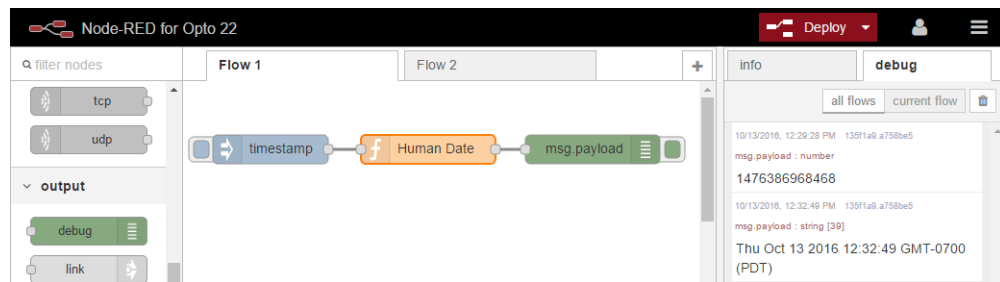 Node-RED for Opto 22
Deploy
filter nodes
tcp
udp
output
debug
link
Flow 1
Flow 2
+
timestamp
f
Human Date
msg.payload
info
debug
all flows
current flow
10/13/2016, 12:29:28 PM 135f1a9.a758be5
msg.payload : number
1476386968468
10/13/2016, 12:32:49 PM 135f1a9.a758be5
msg.payload : string [39]
Thu Oct 13 2016 12:32:49 GMT-0700
(PDT)